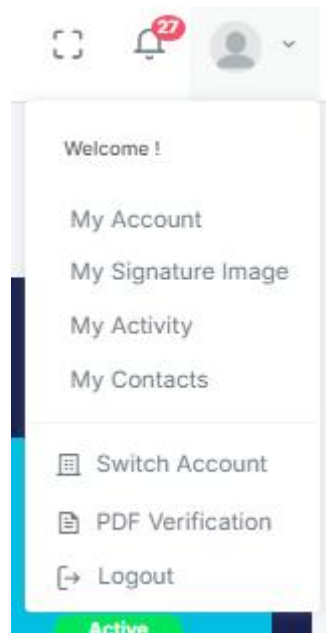 27
Welcome !
My Account
My Signature Image
My Activity
My Contacts
Switch Account
PDF Verification
Logout
Active